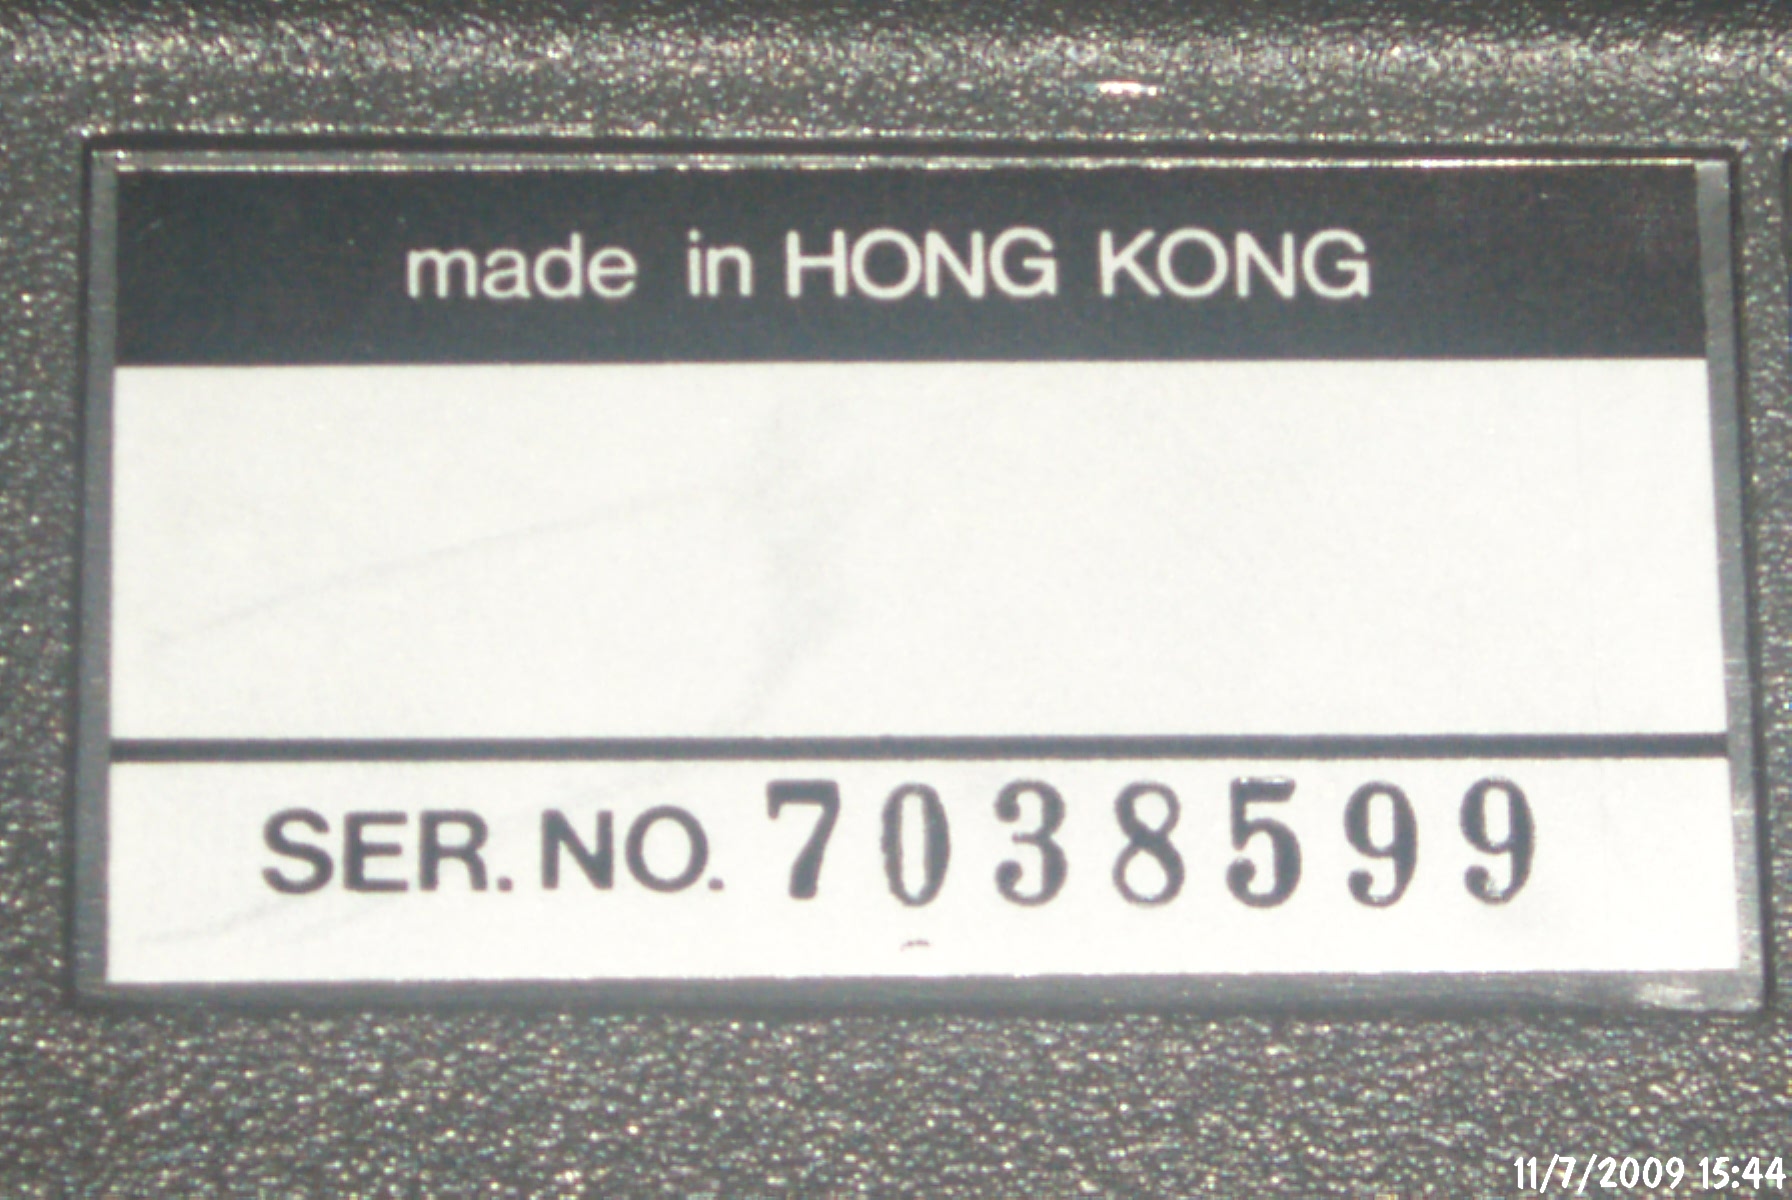 made in HONG KONG
SER. NO. 7038599
11/7/2009 15:44